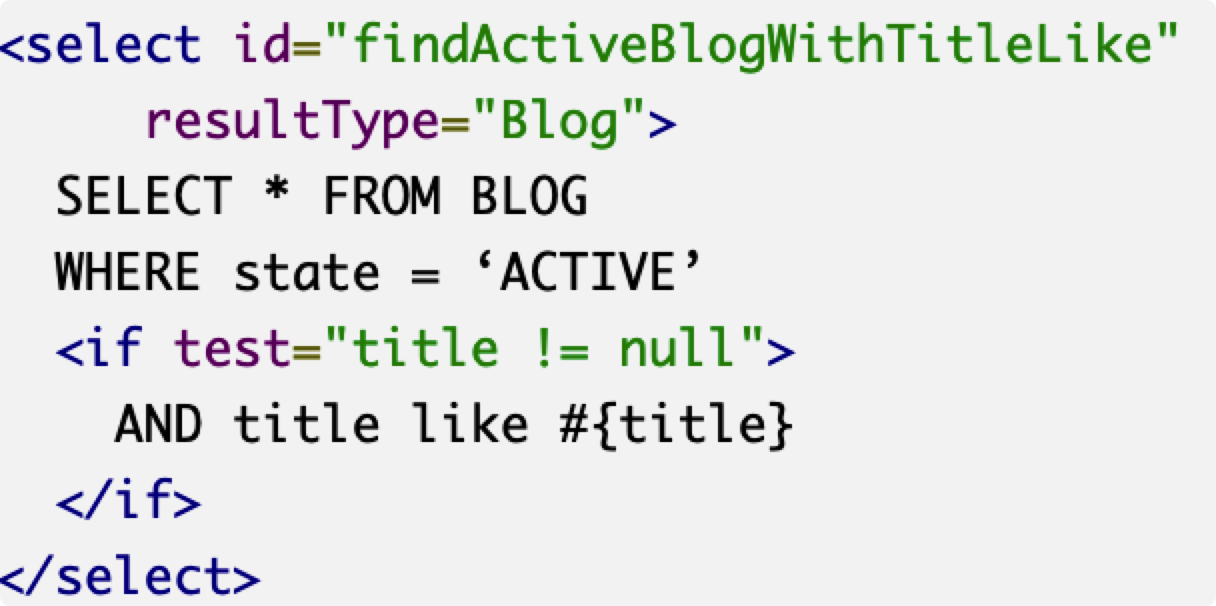 <select id="findActiveBlogWithTitleLike"
     resultType="Blog">
  SELECT * FROM BLOG
  WHERE state = ‘ACTIVE’
  <if test="title != null">
    AND title like #{title}
  </if>
</select>